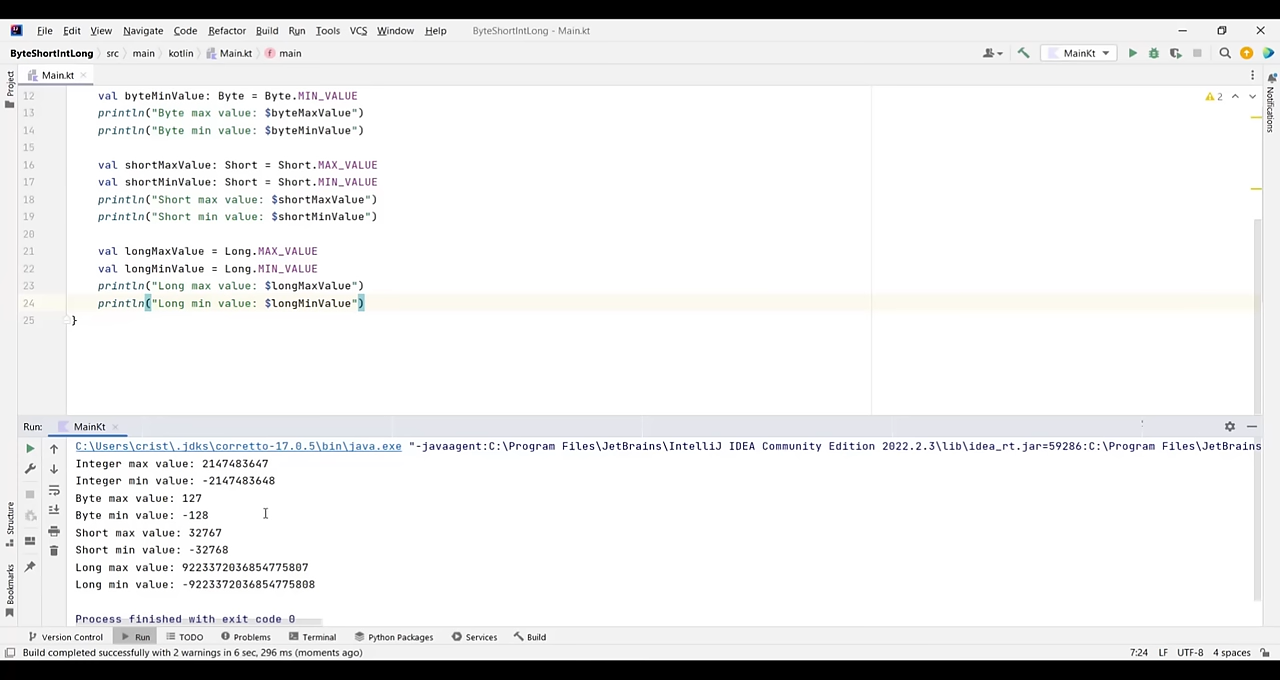 File Edit View Navigate Code Refactor Build Run Tools VCS Window Help ByteShortIntLong - Main.kt
ByteShortIntLong src main kotlin Main.kt main MainKt
Project
Main.kt
Notifications
12 val byteMinValue: Byte = Byte.MIN_VALUE
2
13 println("Byte max value: $byteMaxValue")
14 println("Byte min value: $byteMinValue")
15
16 val shortMaxValue: Short = Short.MAX_VALUE
17 val shortMinValue: Short = Short.MIN_VALUE
18 println("Short max value: $shortMaxValue")
19 println("Short min value: $shortMinValue")
20
21 val longMaxValue = Long.MAX_VALUE
22 val longMinValue = Long.MIN_VALUE
23 println("Long max value: $longMaxValue")
24 println("Long min value: $longMinValue")
25 }
Run: MainKt
C:\Users\crist\.jdks\corretto-17.0.5\bin\java.exe "-javaagent:C:\Program Files\JetBrains\IntelliJ IDEA Community Edition 2022.2.3\lib\idea_rt.jar=59286:C:\Program Files\JetBrains
Integer max value: 2147483647
Integer min value: -2147483648
Byte max value: 127
Byte min value: -128
Short max value: 32767
Short min value: -32768
Long max value: 9223372036854775807
Long min value: -9223372036854775808
Process finished with exit code 0
Structure
Bookmarks
Version Control Run TODO Problems Terminal Python Packages Services Build
Build completed successfully with 2 warnings in 6 sec, 296 ms (moments ago) 7:24 LF UTF-8 4 spaces